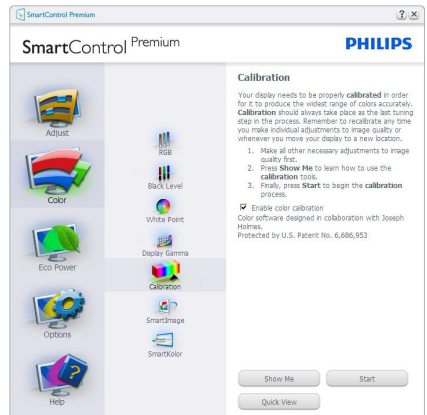 SmartControl Premium
SmartControl Premium
PHILIPS
Adjust
Color
Eco Power
Options
Help
RGB
Black Level
White Point
Display Gamma
Calibration
SmartImage
SmartKolor
Calibration
Your display needs to be properly calibrated in order
for it to produce the widest range of colors accurately.
Calibration should always take place as the last tuning
step in the process. Remember to recalibrate any time
you make individual adjustments to image quality or
whenever you move your display to a new location.
1. Make all other necessary adjustments to image
quality first.
2. Press Show Me to learn how to use the
calibration tools.
3. Finally, press Start to begin the calibration
process.
Enable color calibration
Color software designed in collaboration with Joseph
Holmes.
Protected by U.S. Patent No. 6,686,953
Show Me
Start
Quick View